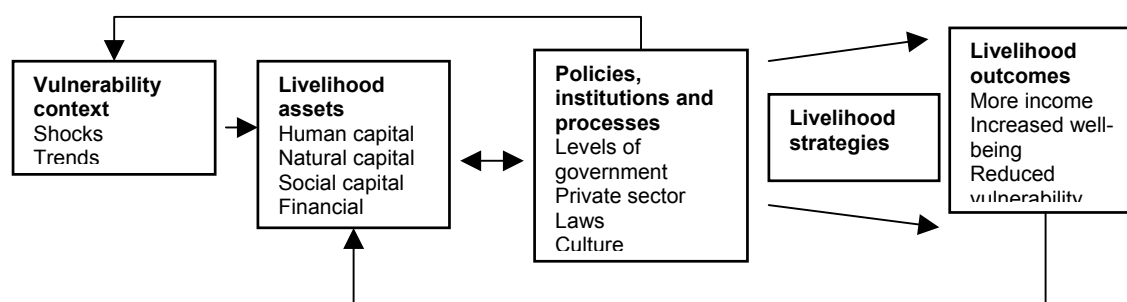 Vulnerability
context
Shocks
Trends
Livelihood
assets
Human capital
Natural capital
Social capital
Financial
Policies,
institutions and
processes
Levels of
government
Private sector
Laws
Culture
Livelihood
strategies
Livelihood
outcomes
More income
Increased well-
being
Reduced
vulnerability